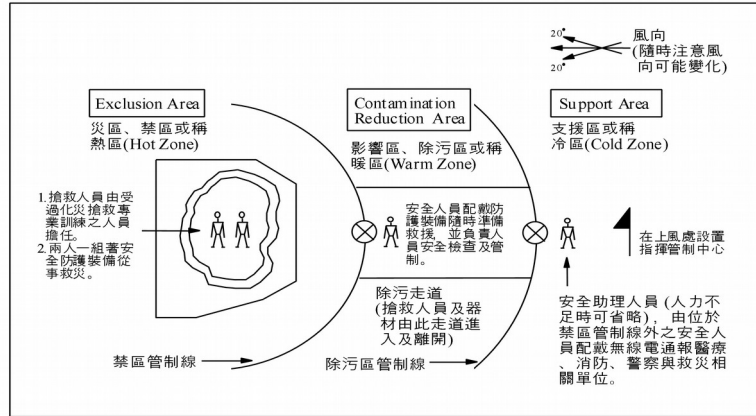 20°
20°
風向
(隨時注意風
向可能變化)
Exclusion Area
災區、禁區或稱
熱區(Hot Zone)
Contamination
Reduction Area
影響區、除污區或稱
暖區(Warm Zone)
Support Area
支援區或稱
冷區(Cold Zone)
1.搶救人員由受
過化災搶救專
業訓練之人員
擔任。
2.兩人一組著安
全防護裝備從
事救災。
安全人員配戴防
護裝備隨時準備
救援，並負責人
員安全檢查及管
制。
在上風處設置
指揮管制中心
除污走道
(搶救人員及器
材由此走道進
入及離開)
安全助理人員(人力不
足時可省略)，由位於
禁區管制線外之安全人
員配戴無線電通報醫療
、消防、警察與救災相
關單位。
禁區管制線
除污區管制線